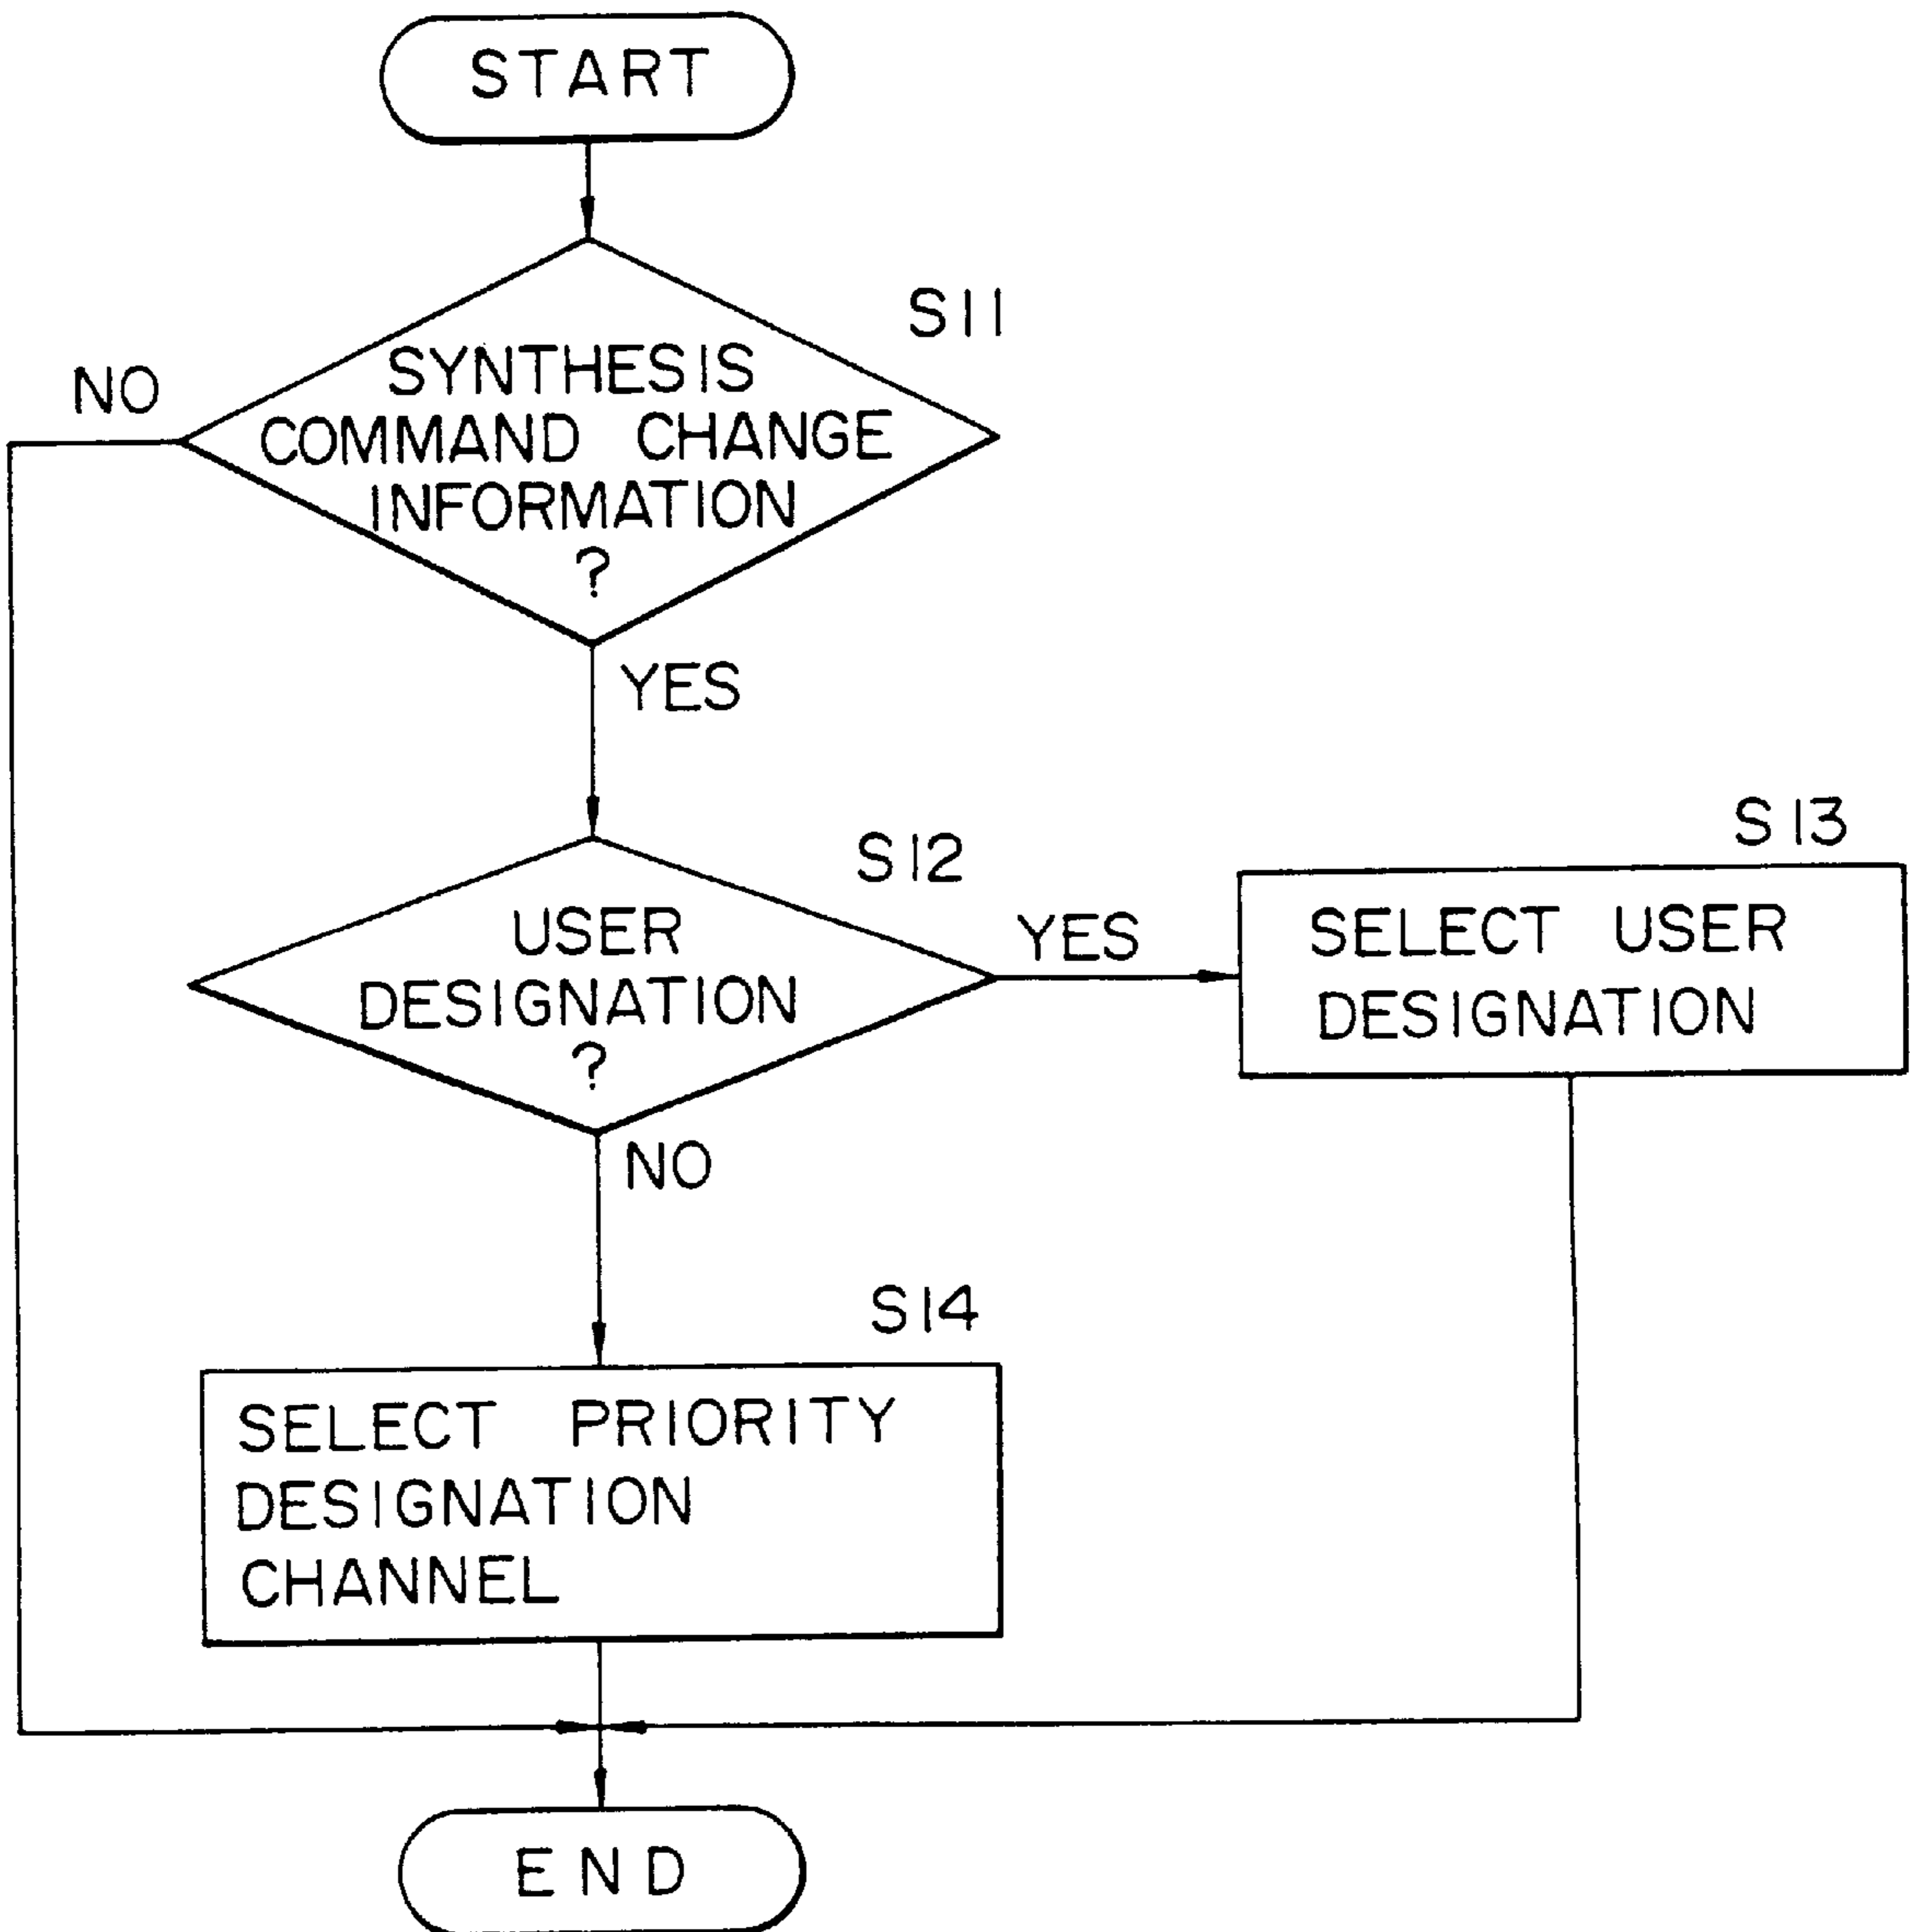 START
S11
NO
SYNTHESIS
COMMAND CHANGE
INFORMATION
?
YES
S12
USER
DESIGNATION
?
YES
S13
SELECT USER
DESIGNATION
NO
S14
SELECT PRIORITY
DESIGNATION
CHANNEL
END